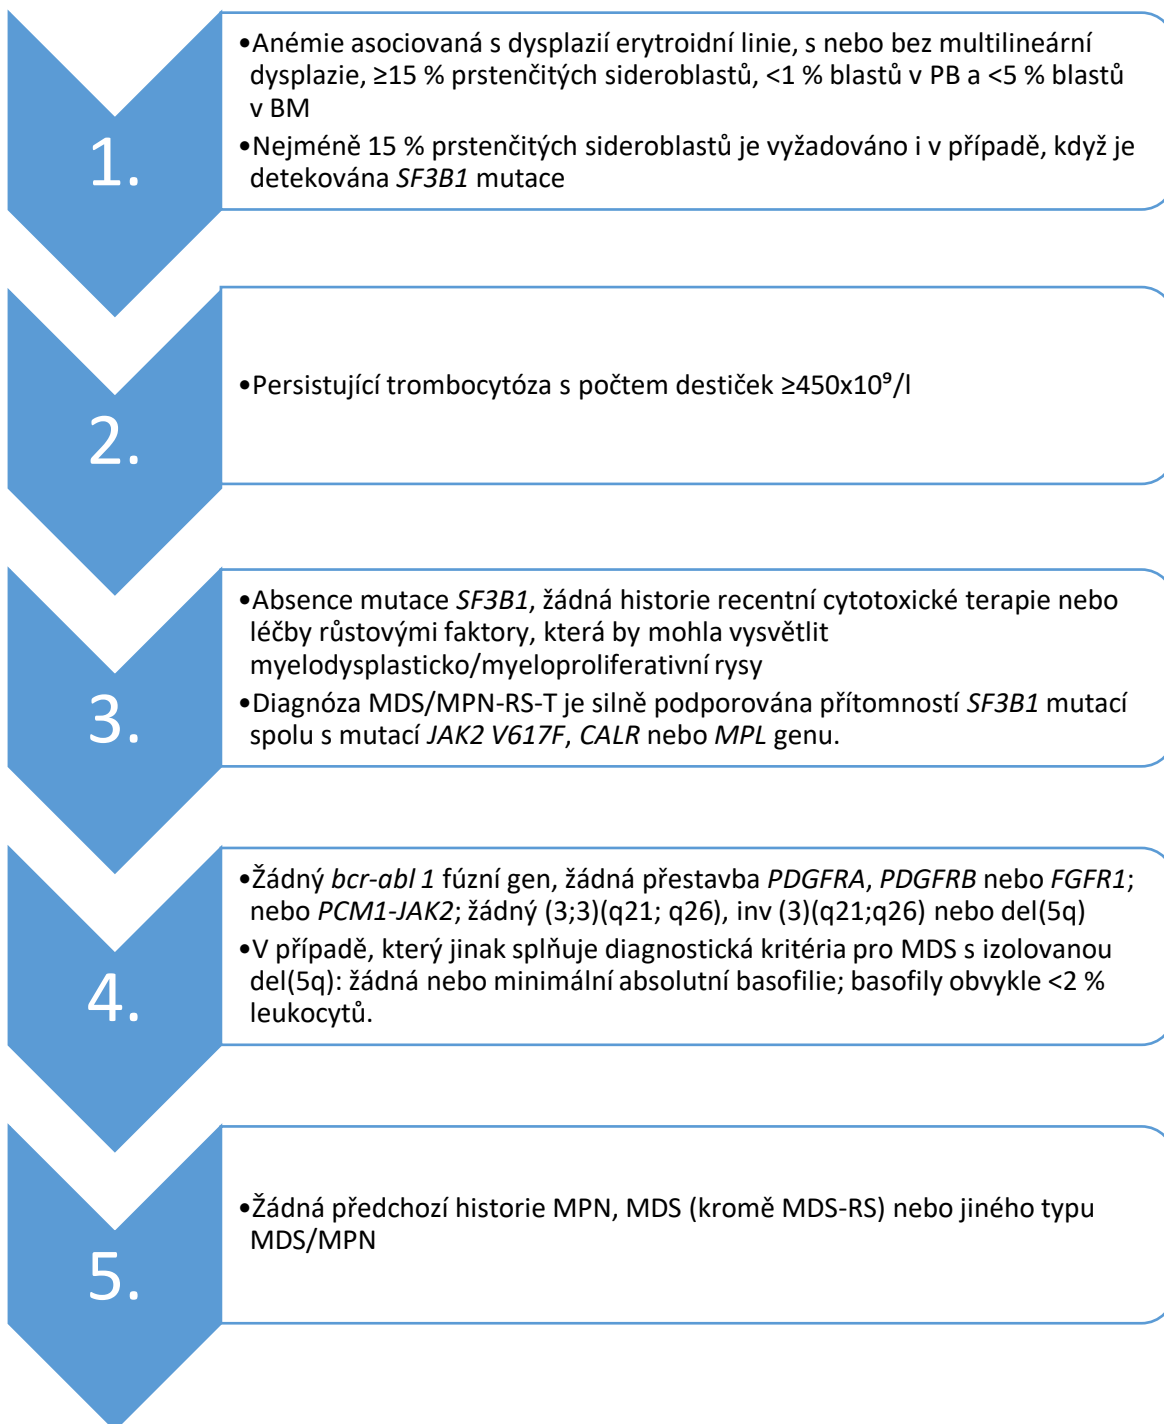 1.
•Anémie asociovaná s dysplazií erytroidní linie, s nebo bez multilineární
dysplazie, ≥15 % prstenčitých sideroblastů, <1 % blastů v PB a <5 % blastů
v BM
•Nejméně 15 % prstenčitých sideroblastů je vyžadováno i v případě, když je
detekována SF3B1 mutace
2.
•Persistující trombocytóza s počtem destiček ≥450x10⁹/l
3.
•Absence mutace SF3B1, žádná historie recentní cytotoxické terapie nebo
léčby růstovými faktory, která by mohla vysvětlit
myelodysplasticko/myeloproliferativní rysy
•Diagnóza MDS/MPN-RS-T je silně podporována přítomností SF3B1 mutací
spolu s mutací JAK2 V617F, CALR nebo MPL genu.
4.
•Žádný bcr-abl 1 fúzní gen, žádná přestavba PDGFRA, PDGFRB nebo FGFR1;
nebo PCM1-JAK2; žádný (3;3)(q21; q26), inv (3)(q21;q26) nebo del(5q)
•V případě, který jinak splňuje diagnostická kritéria pro MDS s izolovanou
del(5q): žádná nebo minimální absolutní basofilie; basofily obvykle <2 %
leukocytů.
5.
•Žádná předchozí historie MPN, MDS (kromě MDS-RS) nebo jiného typu
MDS/MPN